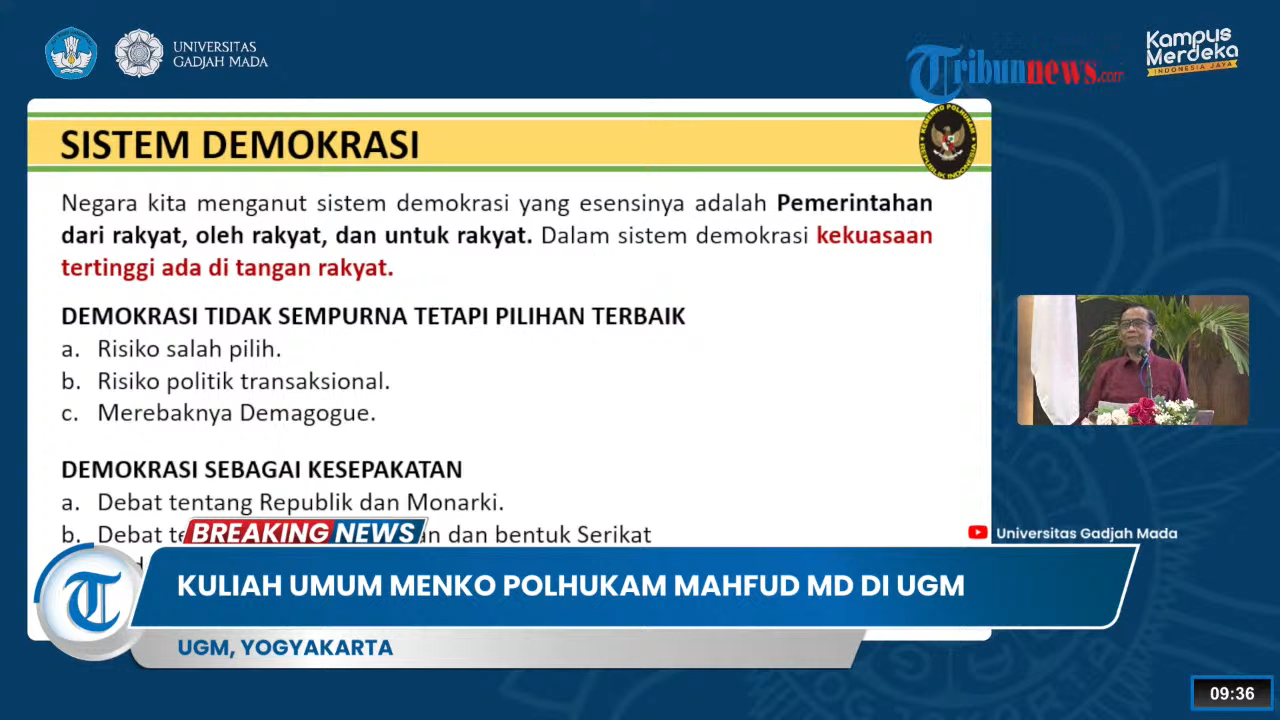 UNIVERSITAS
GADJAH MADA
Tribunnews.com
Kampus
Merdeka
INDONESIA JAYA
SISTEM DEMOKRASI
KEMENKO POLHUKAM
REPUBLIK INDONESIA
Negara kita menganut sistem demokrasi yang esensinya adalah Pemerintahan
dari rakyat, oleh rakyat, dan untuk rakyat. Dalam sistem demokrasi kekuasaan
tertinggi ada di tangan rakyat.
DEMOKRASI TIDAK SEMPURNA TETAPI PILIHAN TERBAIK
a. Risiko salah pilih.
b. Risiko politik transaksional.
c. Merebaknya Demagogue.
DEMOKRASI SEBAGAI KESEPAKATAN
a. Debat tentang Republik dan Monarki.
b. Debat dan bentuk Serikat
BREAKING NEWS
Universitas Gadjah Mada
KULIAH UMUM MENKO POLHUKAM MAHFUD MD DI UGM
UGM, YOGYAKARTA
09:36